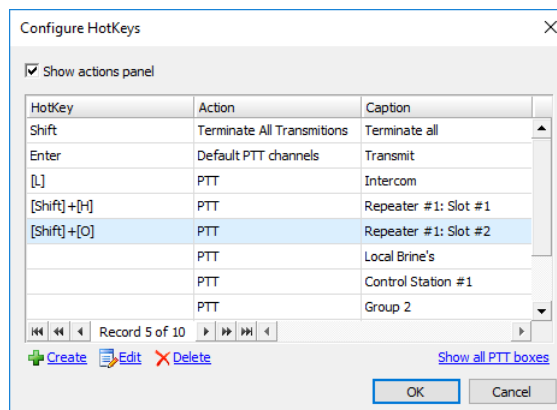 Configure HotKeys
Show actions panel
HotKey Action Caption
Shift Terminate All Transmitions Terminate all
Enter Default PTT channels Transmit
[L] PTT Intercom
[Shift]+[H] PTT Repeater #1: Slot #1
[Shift]+[O] PTT Repeater #1: Slot #2
PTT Local Brine's
PTT Control Station #1
PTT Group 2
Record 5 of 10
Create Edit Delete Show all PTT boxes
OK Cancel